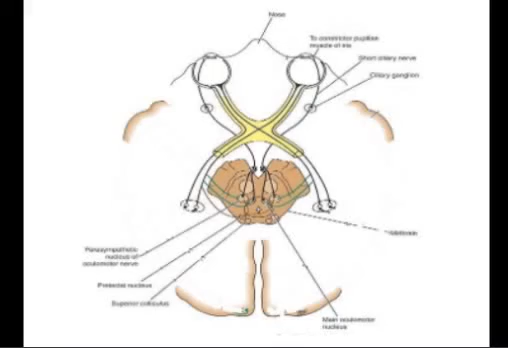 Nose
To constrictor pupillae
muscle of iris
Short ciliary nerve
Ciliary ganglion
Parasympathetic
nucleus of
oculomotor nerve
Pretectal nucleus
Superior colliculus
Main oculomotor
nucleus